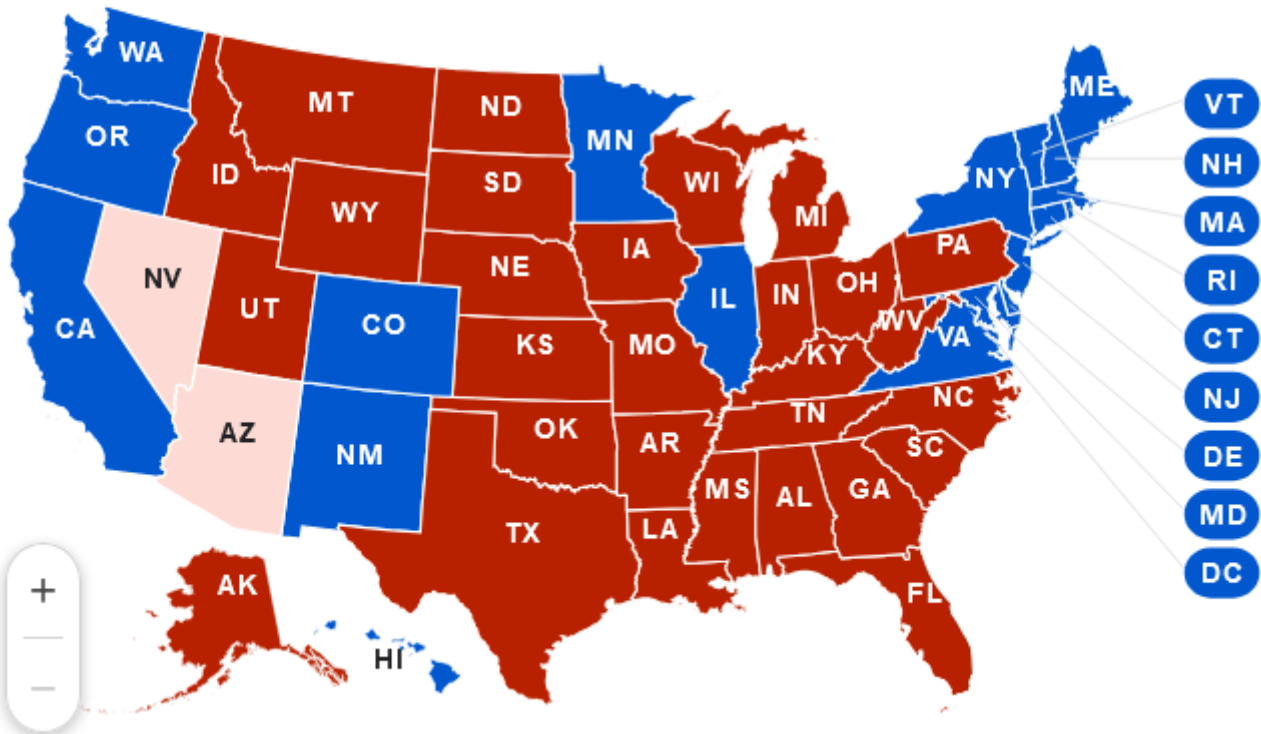 WA
MT
ND
MN
ME
VT
OR
ID
SD
WI
NY
NH
WY
MI
MA
NV
UT
NE
IA
PA
RI
CA
CO
IL
IN
OH
CT
KS
MO
WV
VA
KY
NJ
AZ
NM
OK
AR
TN
NC
SC
DE
TX
LA
MS
AL
GA
MD
AK
HI
FL
DC
+
−